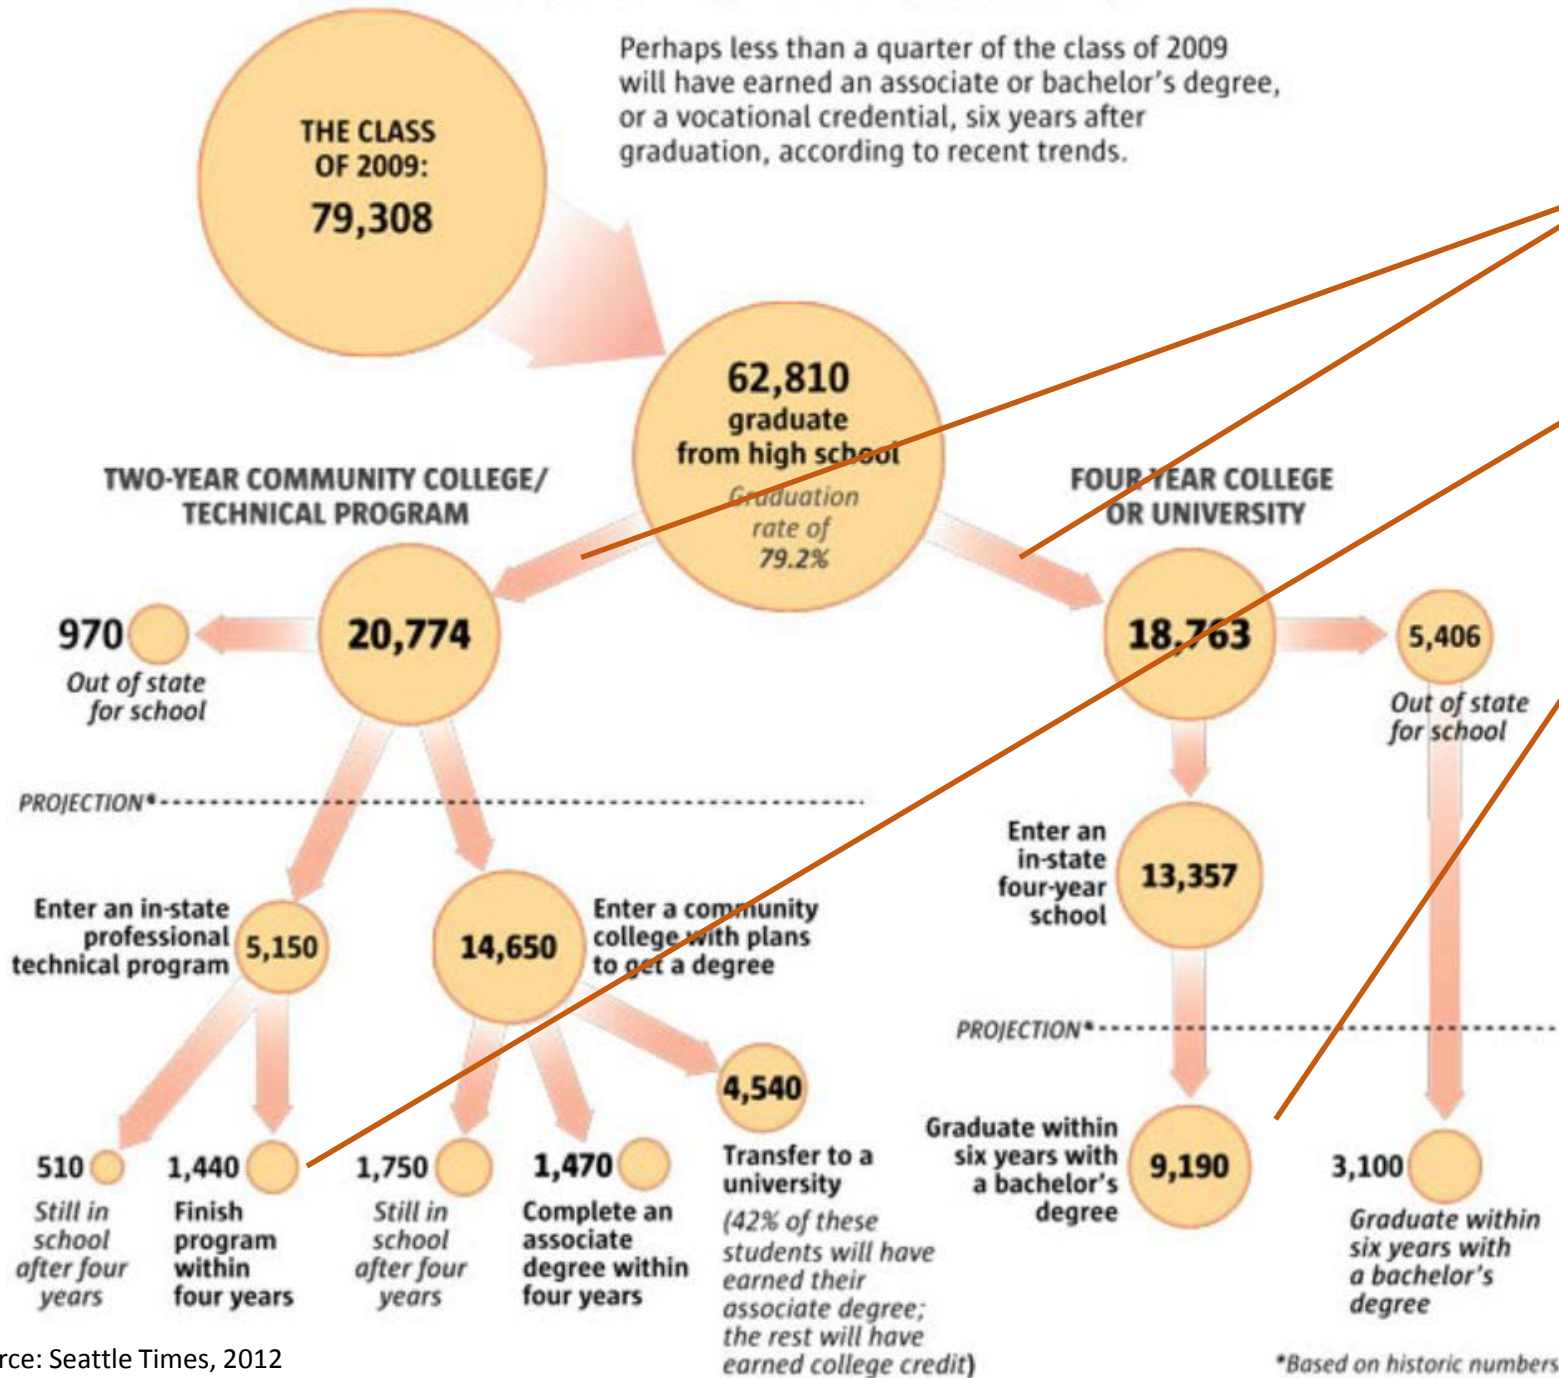 Perhaps less than a quarter of the class of 2009
will have earned an associate or bachelor's degree,
or a vocational credential, six years after
graduation, according to recent trends.
THE CLASS
OF 2009:
79,308
62,810
graduate
from high school
Graduation
rate of
79.2%
TWO-YEAR COMMUNITY COLLEGE/
TECHNICAL PROGRAM
FOUR-YEAR COLLEGE
OR UNIVERSITY
970
Out of state
for school
20,774
18,763
5,406
Out of state
for school
PROJECTION*
Enter an in-state
professional
technical program
5,150
14,650
Enter a community
college with plans
to get a degree
Enter an
in-state
four-year
school
13,357
PROJECTION*
510
Still in
school
after four
years
1,440
Finish
program
within
four years
1,750
Still in
school
after four
years
1,470
Complete an
associate
degree within
four years
4,540
Transfer to a
university
(42% of these
students will have
earned their
associate degree;
the rest will have
earned college credit)
Graduate within
six years with
a bachelor's
degree
9,190
3,100
Graduate within
six years with
a bachelor's
degree
rce: Seattle Times, 2012
*Based on historic numbers